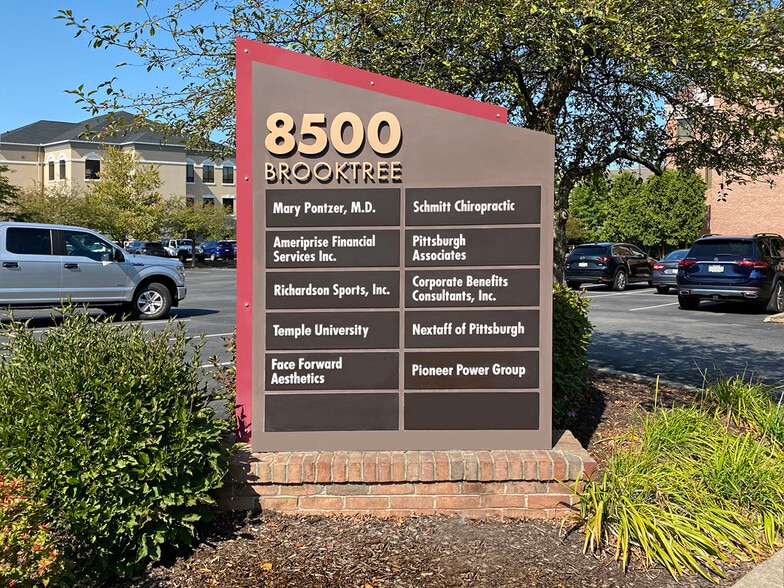 8500
BROOKTREE
Mary Pontzer, M.D.
Schmitt Chiropractic
Ameriprise Financial
Services Inc.
Pittsburgh
Associates
Richardson Sports, Inc.
Corporate Benefits
Consultants, Inc.
Temple University
Nextaff of Pittsburgh
Face Forward
Aesthetics
Pioneer Power Group